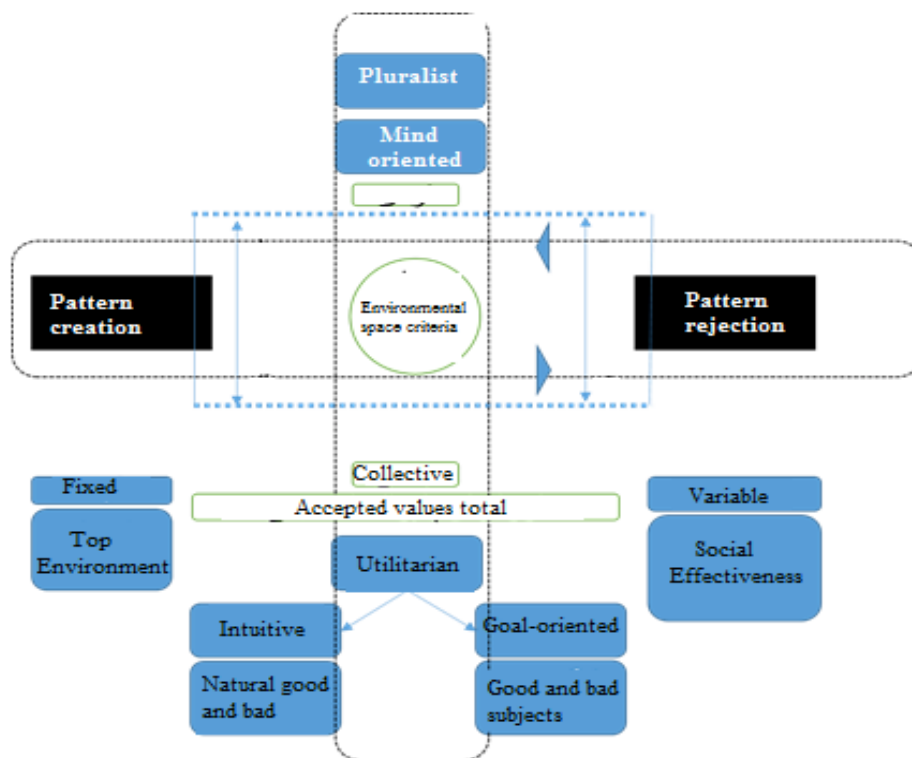 Pluralist
Mind
oriented
Pattern
creation
Environmental
space criteria
Pattern
rejection
Collective
Accepted values total
Fixed
Top
Environment
Variable
Social
Effectiveness
Utilitarian
Intuitive
Goal-oriented
Natural good
and bad
Good and bad
subjects